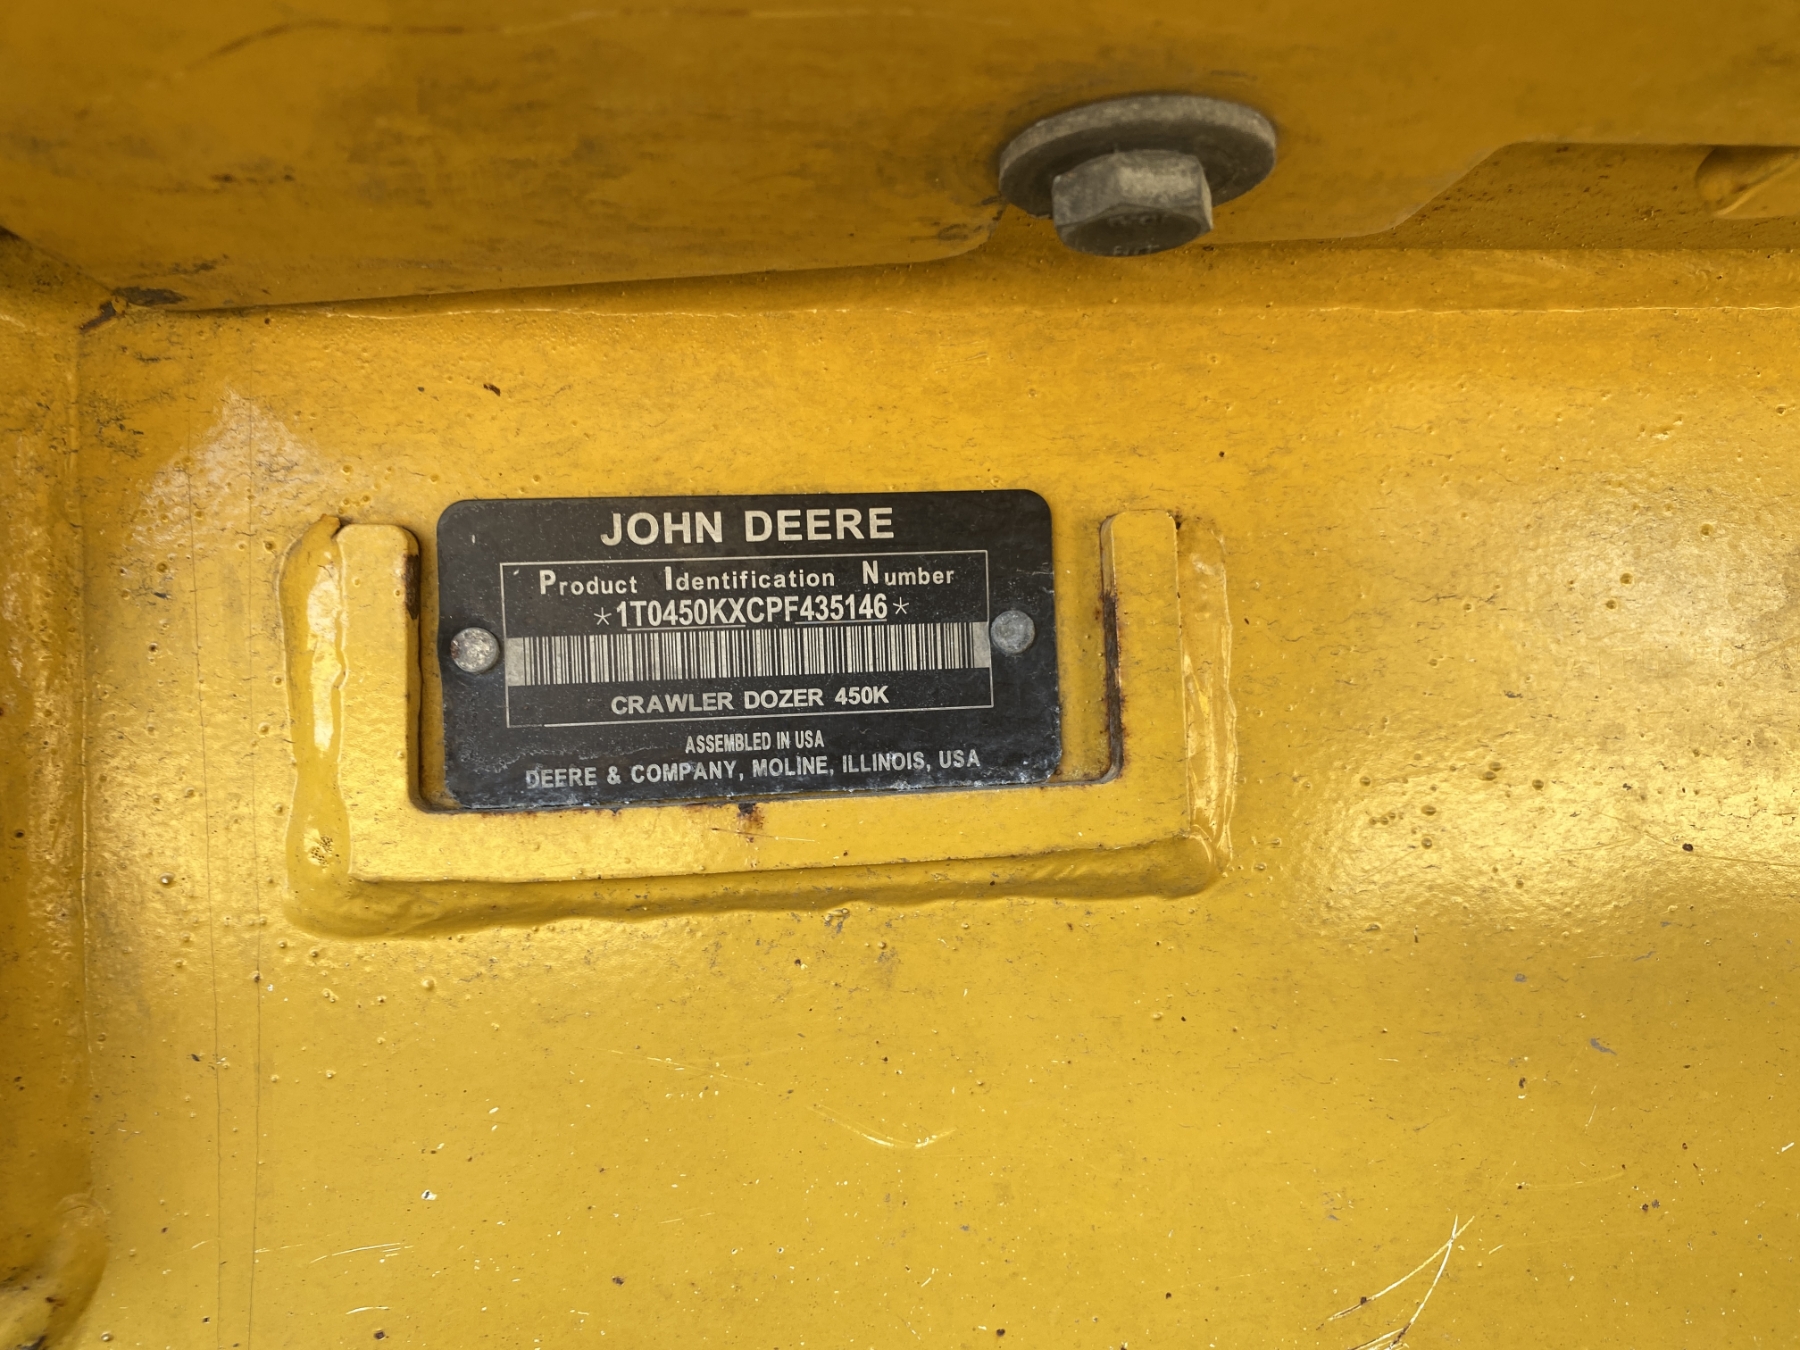 JOHN DEERE
Product Identification Number
*1T0450KXCPF435146*
CRAWLER DOZER 450K
ASSEMBLED IN USA
DEERE & COMPANY, MOLINE, ILLINOIS, USA